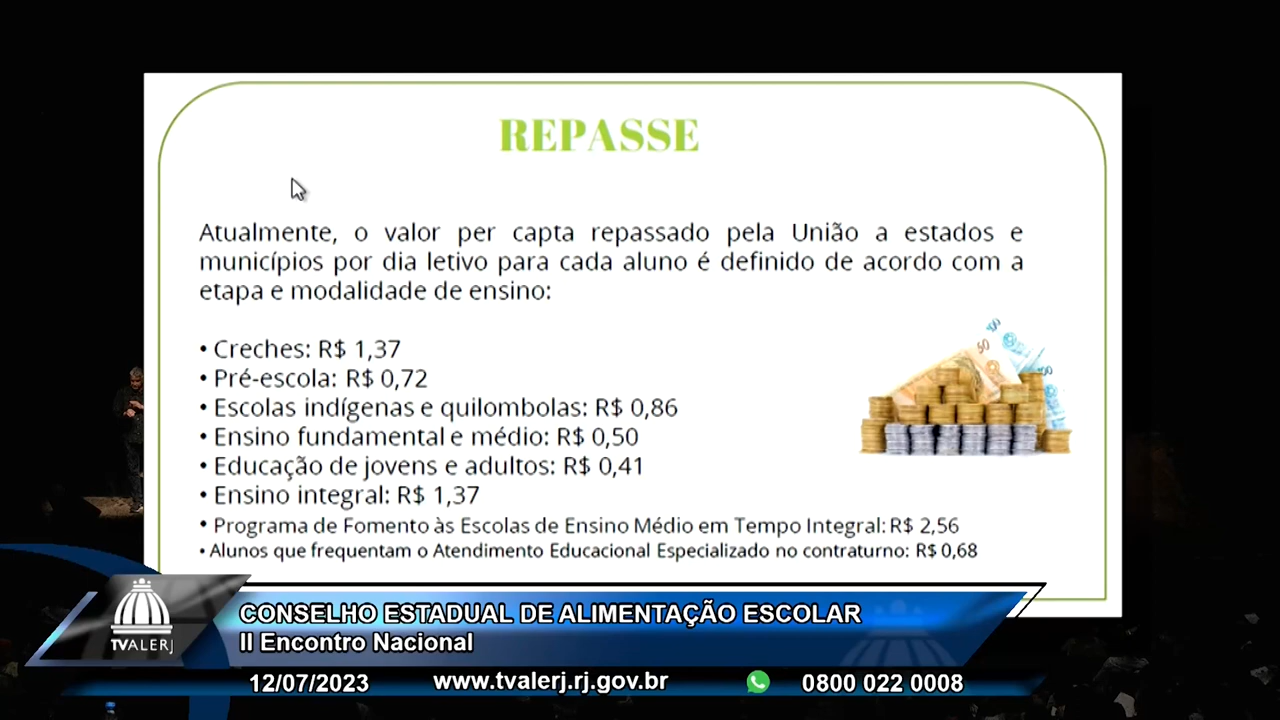 REPASSE
Atualmente, o valor per capta repassado pela União a estados e
municípios por dia letivo para cada aluno é definido de acordo com a
etapa e modalidade de ensino:
• Creches: R$ 1,37
• Pré-escola: R$ 0,72
• Escolas indígenas e quilombolas: R$ 0,86
• Ensino fundamental e médio: R$ 0,50
• Educação de jovens e adultos: R$ 0,41
• Ensino integral: R$ 1,37
• Programa de Fomento às Escolas de Ensino Médio em Tempo Integral: R$ 2,56
• Alunos que frequentam o Atendimento Educacional Especializado no contraturno: R$ 0,68
100
50
100
TVALERJ
CONSELHO ESTADUAL DE ALIMENTAÇÃO ESCOLAR
II Encontro Nacional
12/07/2023 www.tvalerj.rj.gov.br 0800 022 0008